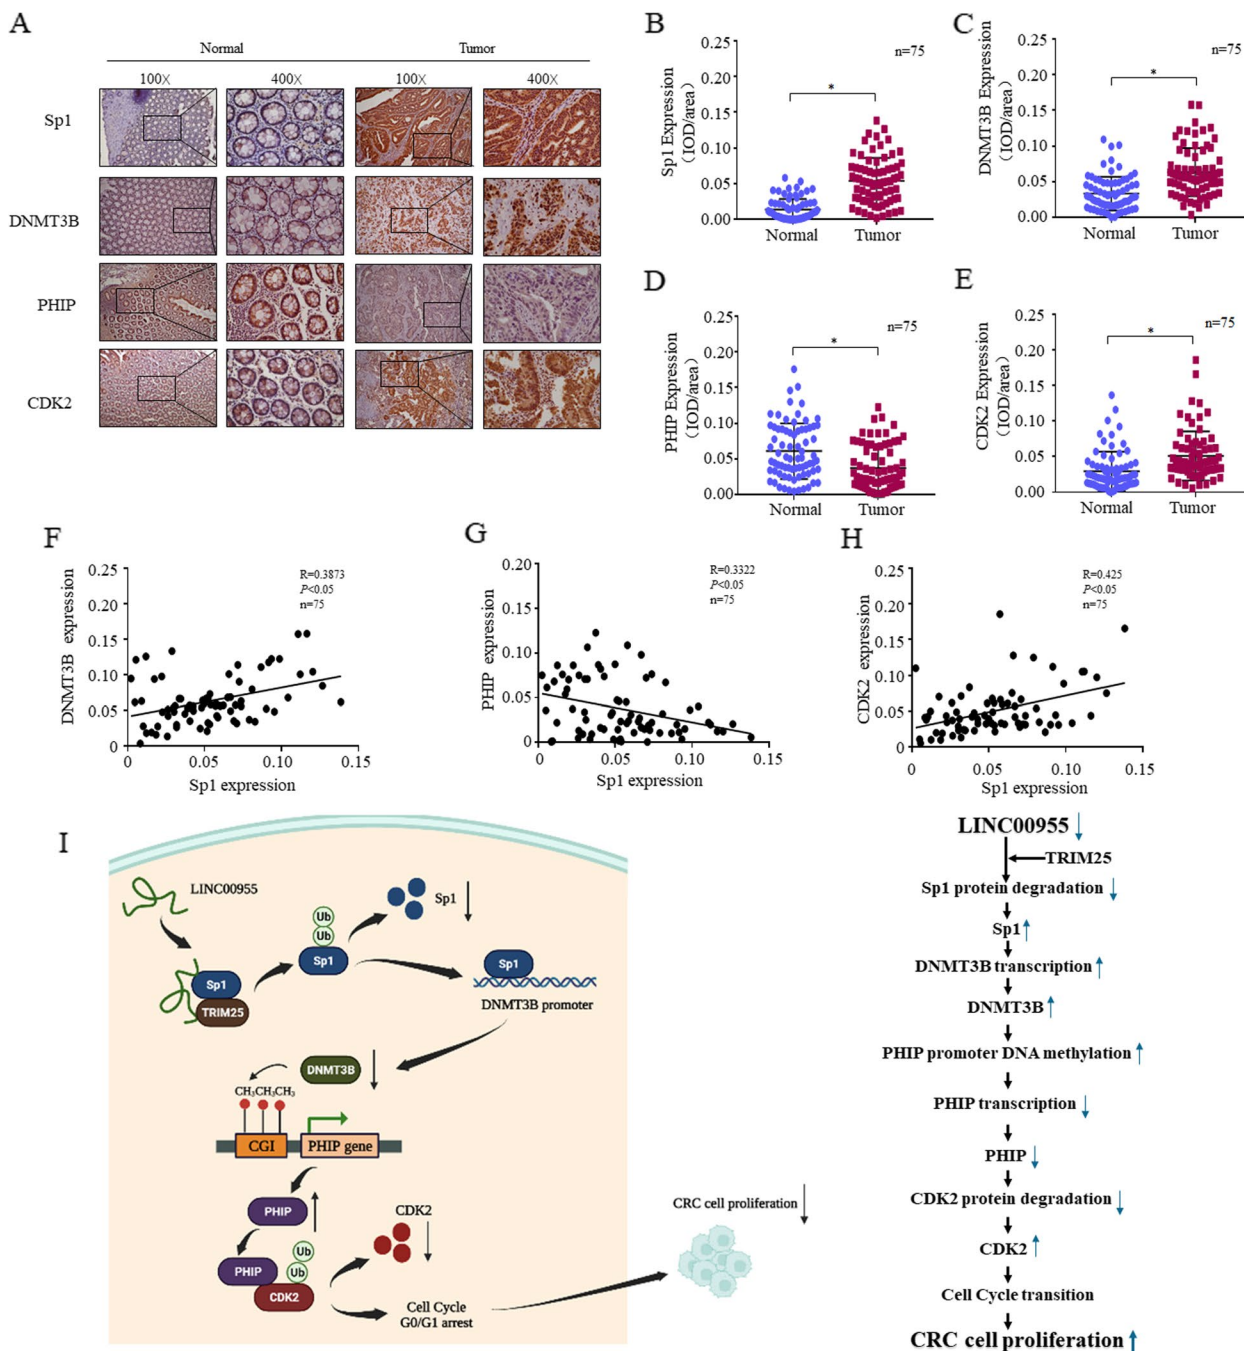 A
Normal
Tumor
100X
400X
100X
400X
Sp1
DNMT3B
PHIP
CDK2
B
Sp1 Expression
(IOD/area)
0.25
0.20
0.15
0.10
0.05
0.00
n=75
*
Normal
Tumor
C
DNMT3B Expression
(IOD/area)
0.25
0.20
0.15
0.10
0.05
0.00
n=75
*
Normal
Tumor
D
PHIP Expression
(IOD/area)
0.25
0.20
0.15
0.10
0.05
0.00
n=75
*
Normal
Tumor
E
CDK2 Expression
(IOD/area)
0.25
0.20
0.15
0.10
0.05
0.00
n=75
*
Normal
Tumor
F
DNMT3B expression
0.25
0.20
0.15
0.10
0.05
0
R=0.3873
P<0.05
n=75
0
0.05
0.10
0.15
Sp1 expression
G
PHIP expression
0.20
0.15
0.10
0.05
0
R=0.3322
P<0.05
n=75
0
0.05
0.10
0.15
Sp1 expression
H
CDK2 expression
0.25
0.20
0.15
0.10
0.05
0
R=0.425
P<0.05
n=75
0
0.05
0.10
0.15
Sp1 expression
I
LINC00955
Sp1
TRIM25
Ub
Ub
Sp1
Sp1
Sp1
DNMT3B promoter
DNMT3B
CH₃CH₃CH₃
CGI
PHIP gene
PHIP
PHIP
Ub
Ub
CDK2
CDK2
Cell Cycle
G0/G1 arrest
CRC cell proliferation
LINC00955↓
TRIM25
Sp1 protein degradation ↓
Sp1↑
DNMT3B transcription ↑
DNMT3B ↑
PHIP promoter DNA methylation ↑
PHIP transcription ↓
PHIP ↓
CDK2 protein degradation ↓
CDK2 ↑
Cell Cycle transition
CRC cell proliferation ↑